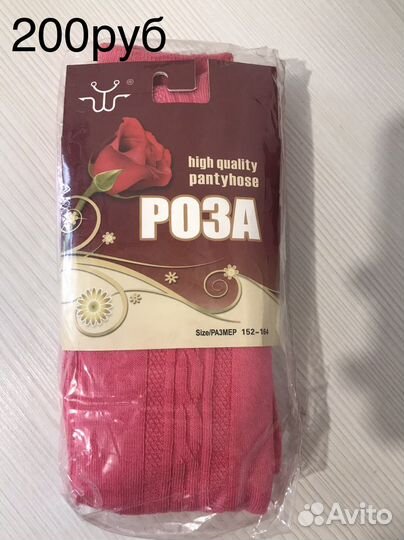 200руб
®
high quality
pantyhose
РОЗА
Size/РАЗМЕР 152-164
Avito